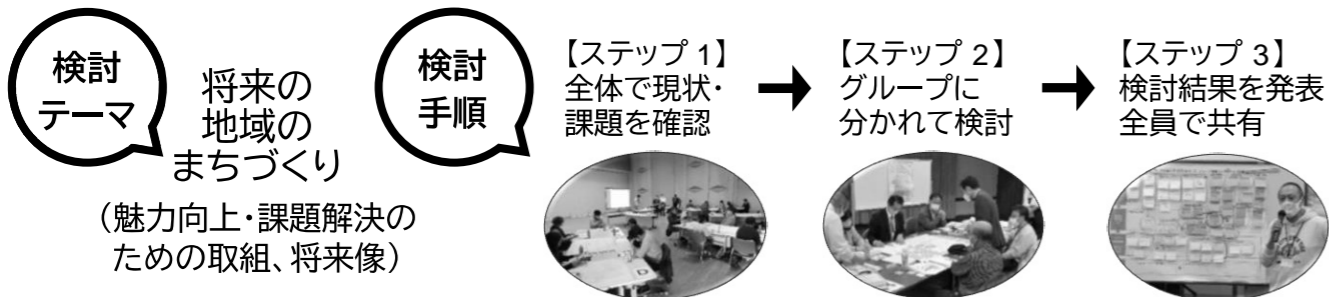 検討
テーマ
将来の
地域の
まちづくり
（魅力向上・課題解決の
ための取組、将来像）
検討
手順
【ステップ 1】
全体で現状・
課題を確認
【ステップ 2】
グループに
分かれて検討
【ステップ 3】
検討結果を発表
全員で共有